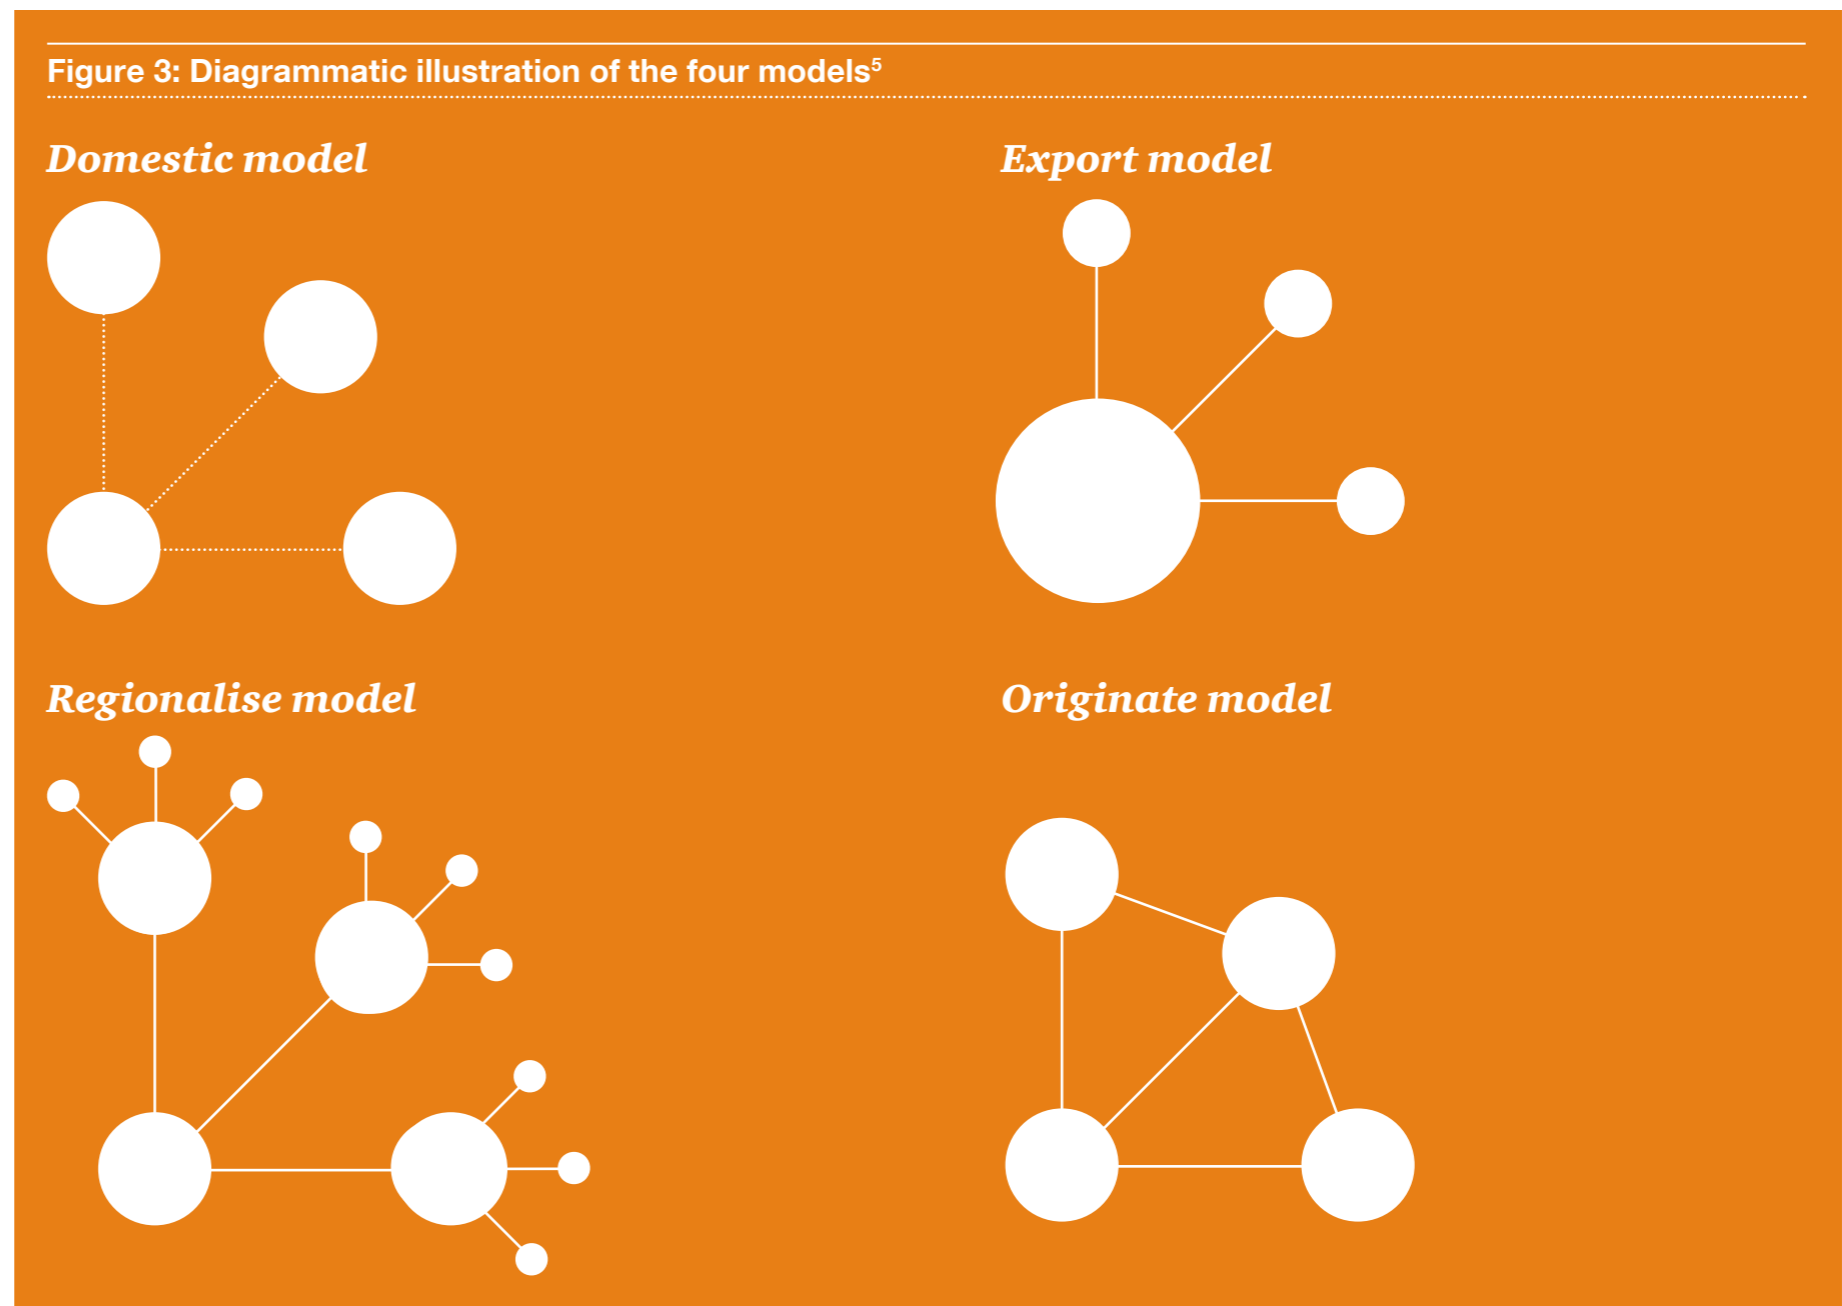 Figure 3: Diagrammatic illustration of the four models⁵
Domestic model
Export model
Regionalise model
Originate model